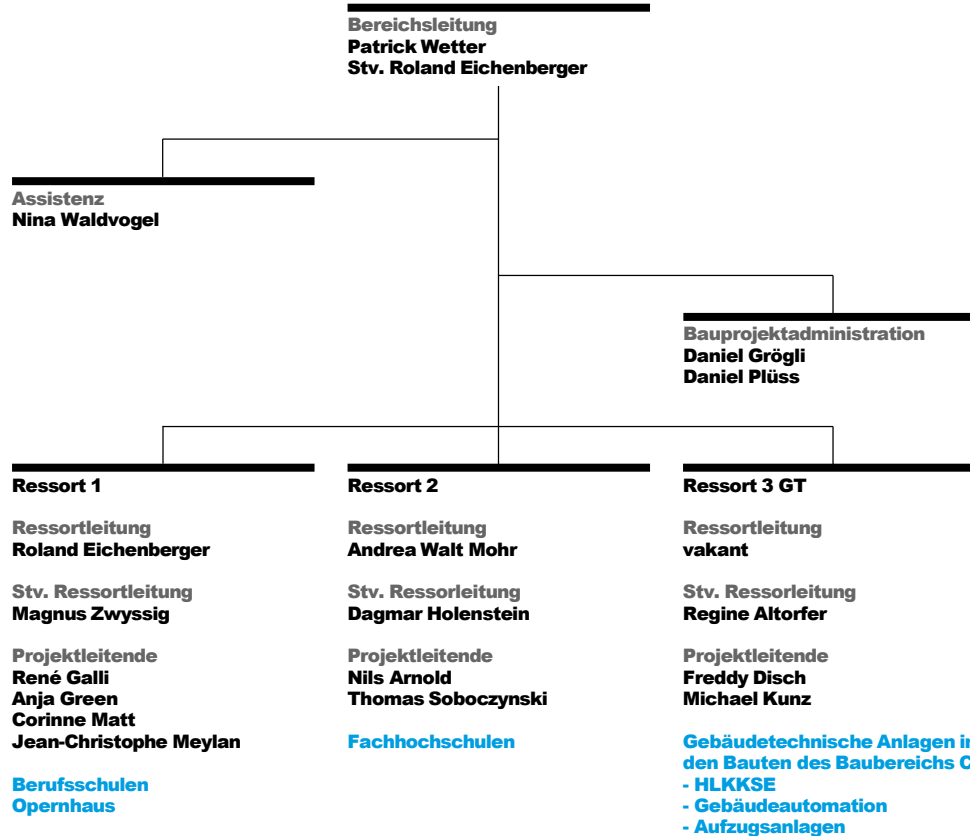 Bereichsleitung
Patrick Wetter
Stv. Roland Eichenberger
Assistenz
Nina Waldvogel
Bauprojektadministration
Daniel Grögli
Daniel Plüss
Ressort 1
Ressortleitung
Roland Eichenberger
Stv. Ressortleitung
Magnus Zwyssig
Projektleitende
René Galli
Anja Green
Corinne Matt
Jean-Christophe Meylan
Berufsschulen
Opernhaus
Ressort 2
Ressortleitung
Andrea Walt Mohr
Stv. Ressorleitung
Dagmar Holenstein
Projektleitende
Nils Arnold
Thomas Soboczynski
Fachhochschulen
Ressort 3 GT
Ressortleitung
vakant
Stv. Ressorleitung
Regine Altorfer
Projektleitende
Freddy Disch
Michael Kunz
Gebäudetechnische Anlagen in
den Bauten des Baubereichs C
- HLKKSE
- Gebäudeautomation
- Aufzugsanlagen